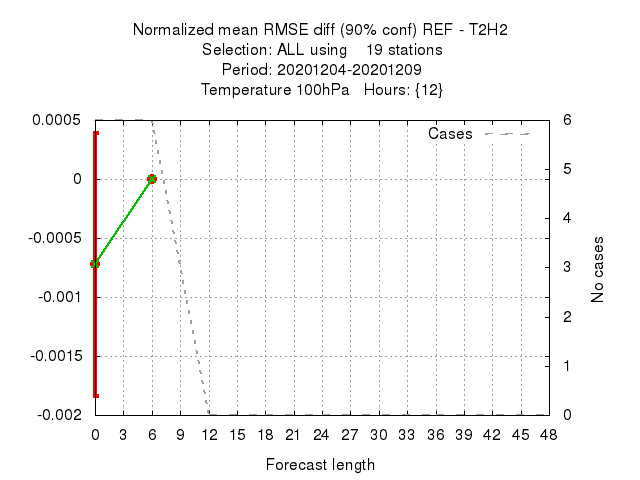 Normalized mean RMSE diff (90% conf) REF - T2H2
Selection: ALL using    19 stations
Period: 20201204-20201209
Temperature 100hPa   Hours: {12}
Cases
0.0005
0
-0.0005
-0.001
-0.0015
-0.002
6
5
4
3
2
1
0
No cases
0 3 6 9 12 15 18 21 24 27 30 33 36 39 42 45 48
Forecast length